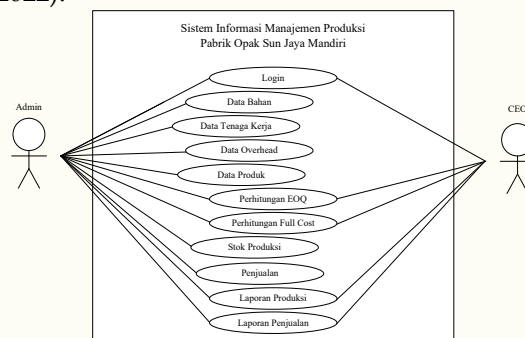 Sistem Informasi Manajemen Produksi
Pabrik Opak Sun Jaya Mandiri
Login
Admin
CEO
Data Bahan
Data Tenaga Kerja
Data Overhead
Data Produk
Perhitungan EOQ
Perhitungan Full Cost
Stok Produksi
Penjualan
Laporan Produksi
Laporan Penjualan